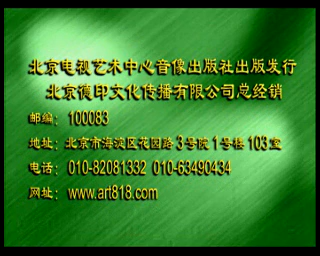 北京电视艺术中心音像出版社出版发行
北京德印文化传播有限公司总经销
邮编：100083
地址：北京市海淀区花园路3号院1号楼103室
电话：010-82081332 010-63490434
网址：www.art818.com